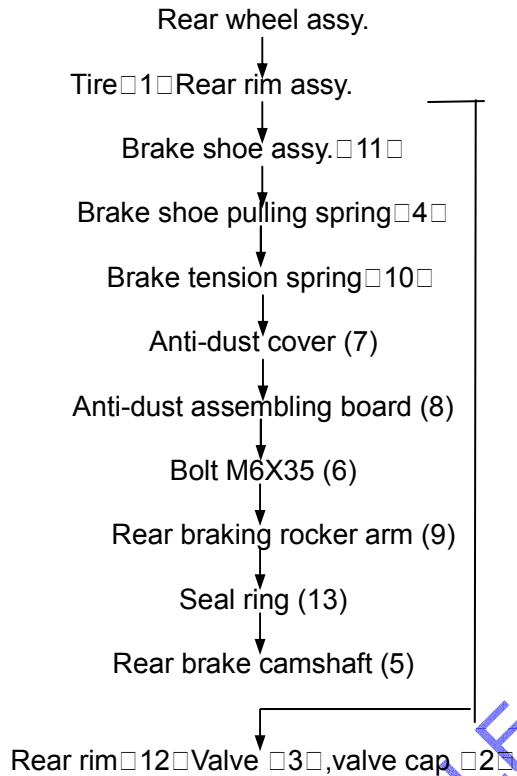 Rear wheel assy.
Tire□1□Rear rim assy.
Brake shoe assy.□11□
Brake shoe pulling spring□4□
Brake tension spring□10□
Anti-dust cover (7)
Anti-dust assembling board (8)
Bolt M6X35 (6)
Rear braking rocker arm (9)
Seal ring (13)
Rear brake camshaft (5)
Rear rim□12□Valve □3□,valve cap □2□